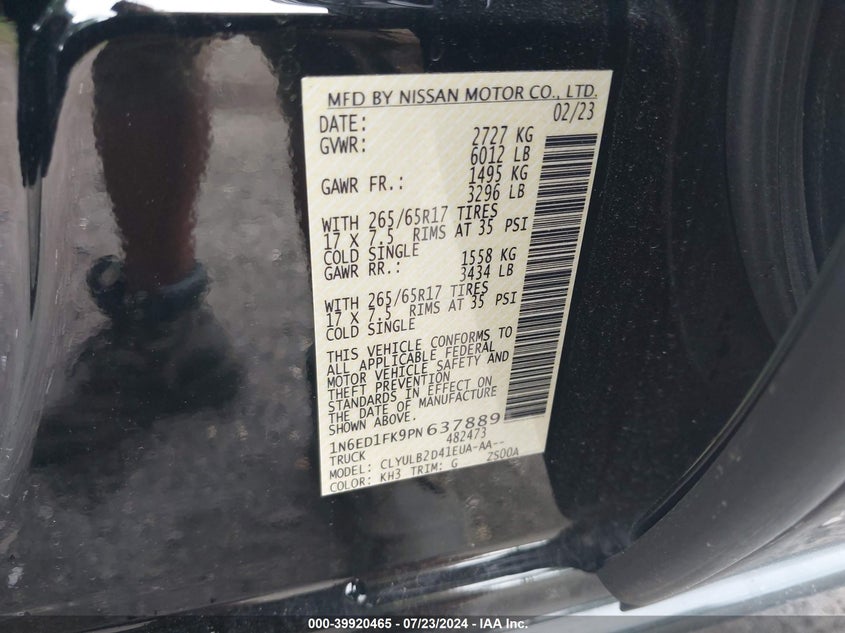 MFD BY NISSAN MOTOR CO., LTD.
DATE: 02/23
GVWR: 2727 KG
6012 LB
GAWR FR.: 1495 KG
3296 LB
WITH 265/65R17 TIRES
17 X 7.5 RIMS AT 35 PSI
COLD SINGLE
GAWR RR.: 1558 KG
3434 LB
WITH 265/65R17 TIRES
17 X 7.5 RIMS AT 35 PSI
COLD SINGLE
THIS VEHICLE CONFORMS TO
ALL APPLICABLE FEDERAL
MOTOR VEHICLE SAFETY AND
THEFT PREVENTION
STANDARDS IN EFFECT ON
THE DATE OF MANUFACTURE
SHOWN ABOVE.
1N6ED1FK9PN637889
TRUCK 482473
MODEL: CLYULB2D41EUA-AA--
COLOR: KH3 TRIM: G ZS00A
000-39920465 - 07/23/2024 - IAA Inc.